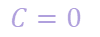 C = 0